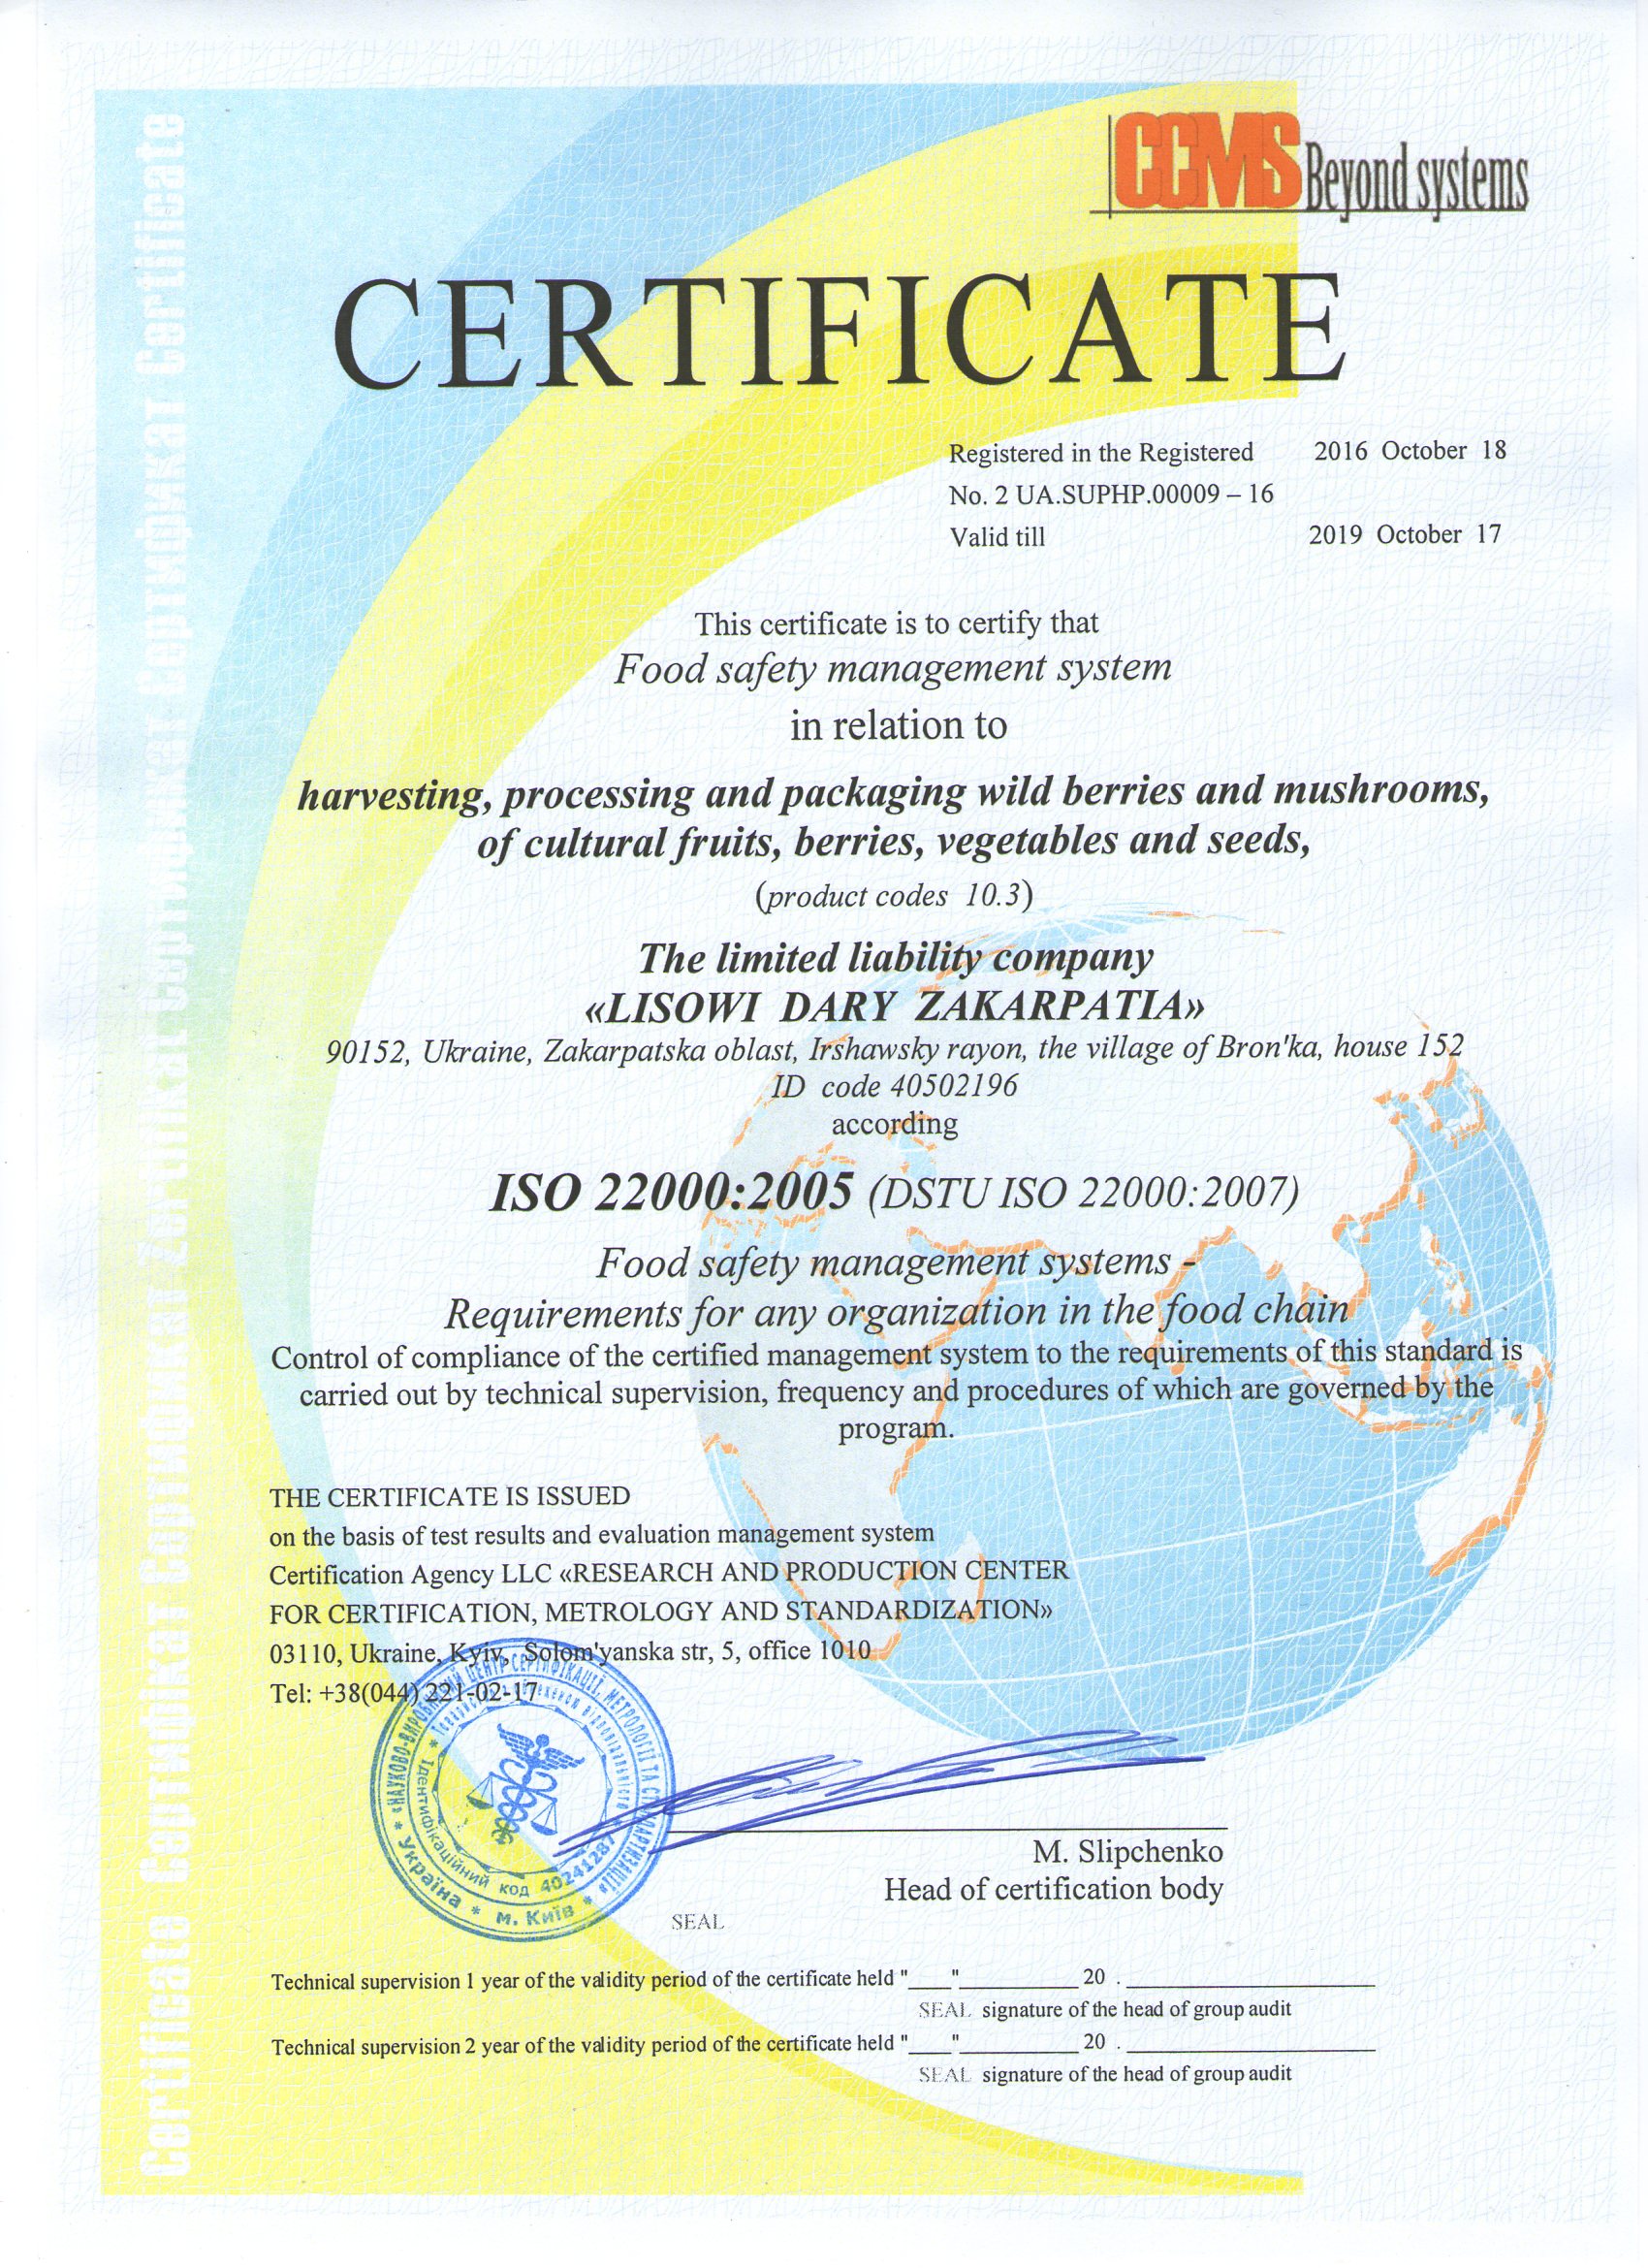 CCMS Beyond systems
CERTIFICATE
Registered in the Registered 2016 October 18
No. 2 UA.SUPHP.00009 – 16
Valid till 2019 October 17
This certificate is to certify that
Food safety management system
in relation to
harvesting, processing and packaging wild berries and mushrooms,
of cultural fruits, berries, vegetables and seeds,
(product codes 10.3)
The limited liability company
«LISOWI DARY ZAKARPATIA»
90152, Ukraine, Zakarpatska oblast, Irshawsky rayon, the village of Bron'ka, house 152
ID code 40502196
according
ISO 22000:2005 (DSTU ISO 22000:2007)
Food safety management systems -
Requirements for any organization in the food chain
Control of compliance of the certified management system to the requirements of this standard is
carried out by technical supervision, frequency and procedures of which are governed by the
program.
THE CERTIFICATE IS ISSUED
on the basis of test results and evaluation management system
Certification Agency LLC «RESEARCH AND PRODUCTION CENTER
FOR CERTIFICATION, METROLOGY AND STANDARDIZATION»
03110, Ukraine, Kyiv, Solom'yanska str, 5, office 1010
Tel: +38(044) 221-02-17
«НАУКОВО-ВИРОБНИЧИЙ ЦЕНТР СЕРТИФІКАЦІЇ, МЕТРОЛОГІЇ ТА СТАНДАРТИЗАЦІЇ»
* Україна * м. Київ *
Товариство з обмеженою відповідальністю
Ідентифікаційний код 40241287
M. Slipchenko
Head of certification body
SEAL
Technical supervision 1 year of the validity period of the certificate held "___"_________ 20 . ___________________
SEAL signature of the head of group audit
Technical supervision 2 year of the validity period of the certificate held "___"_________ 20 . ___________________
SEAL signature of the head of group audit
Certificate Сертифікат Сертификат Zertifikat Сертифікат Сертификат Certificate